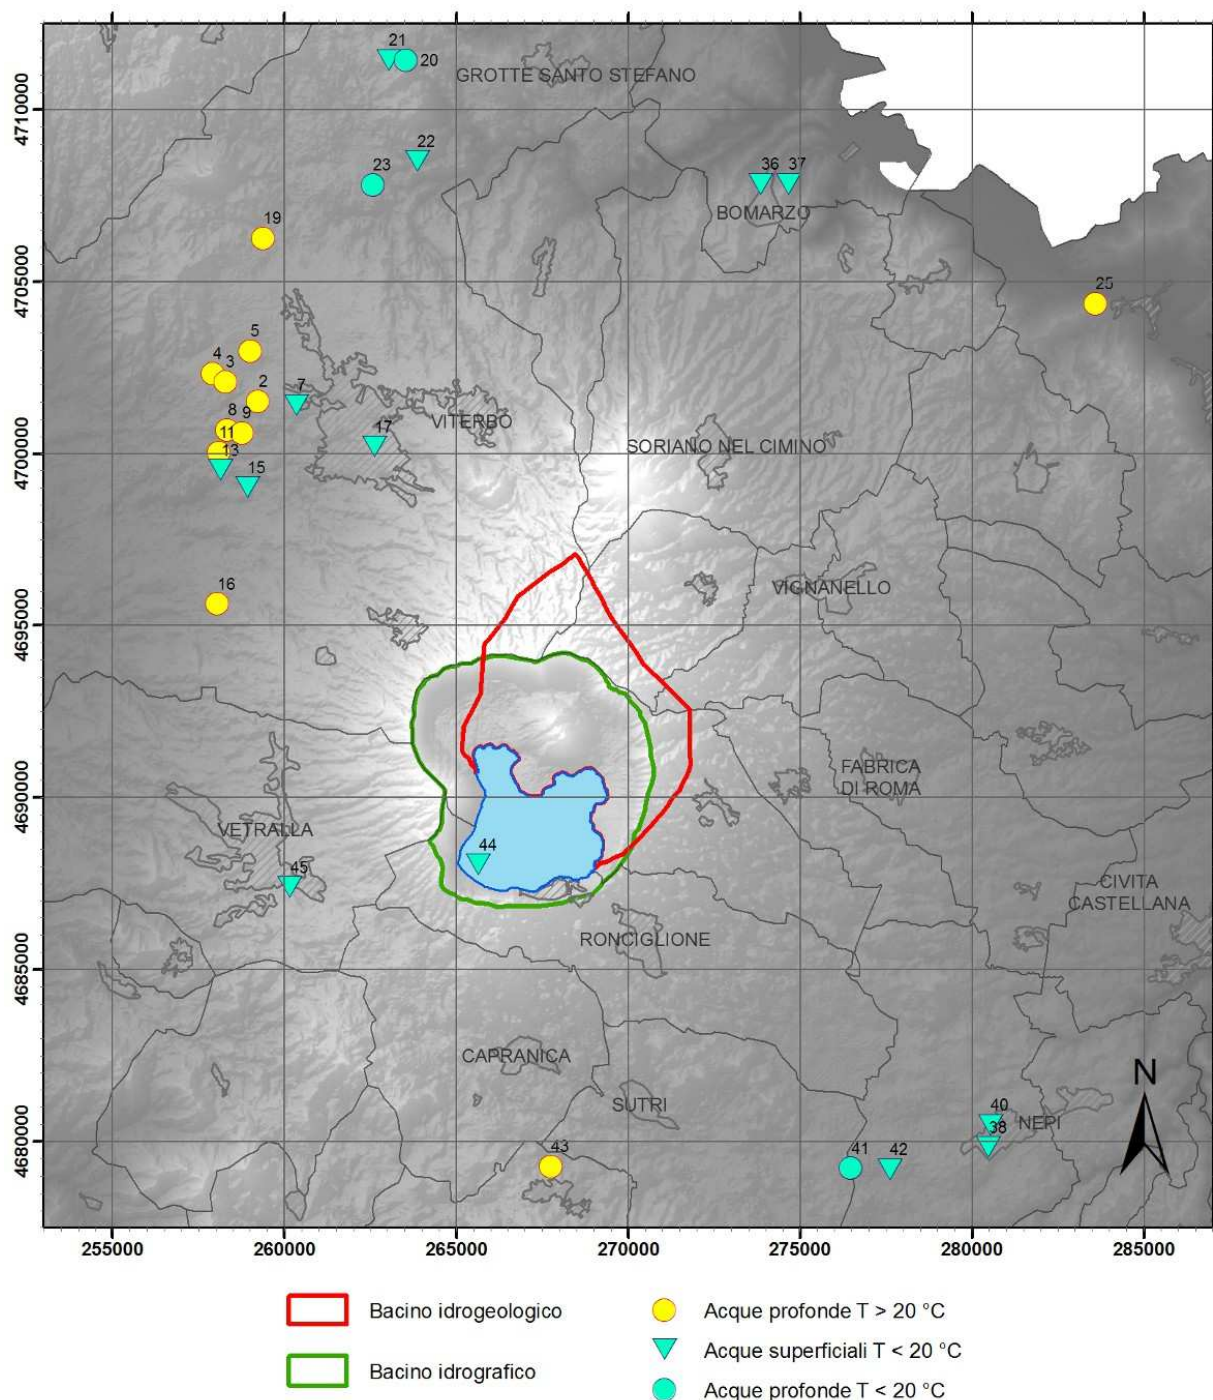 21
20
GROTTE SANTO STEFANO
4710000
22
23
36 37
BOMARZO
19
4705000
25
5
4
3
2
7
8
9
VITERBO
17
SORIANO NEL CIMINO
11
4700000
13
15
16
VIGNANELLO
4695000
FABRICA
DI ROMA
4690000
VETRALLA
44
45
CIVITA
CASTELLANA
RONCIGLIONE
4685000
CAPRANICA
N
SUTRI
40
NEPI
38
4680000
43
41
42
255000 260000 265000 270000 275000 280000 285000
Bacino idrogeologico
Acque profonde T > 20 °C
Acque superficiali T < 20 °C
Bacino idrografico
Acque profonde T < 20 °C